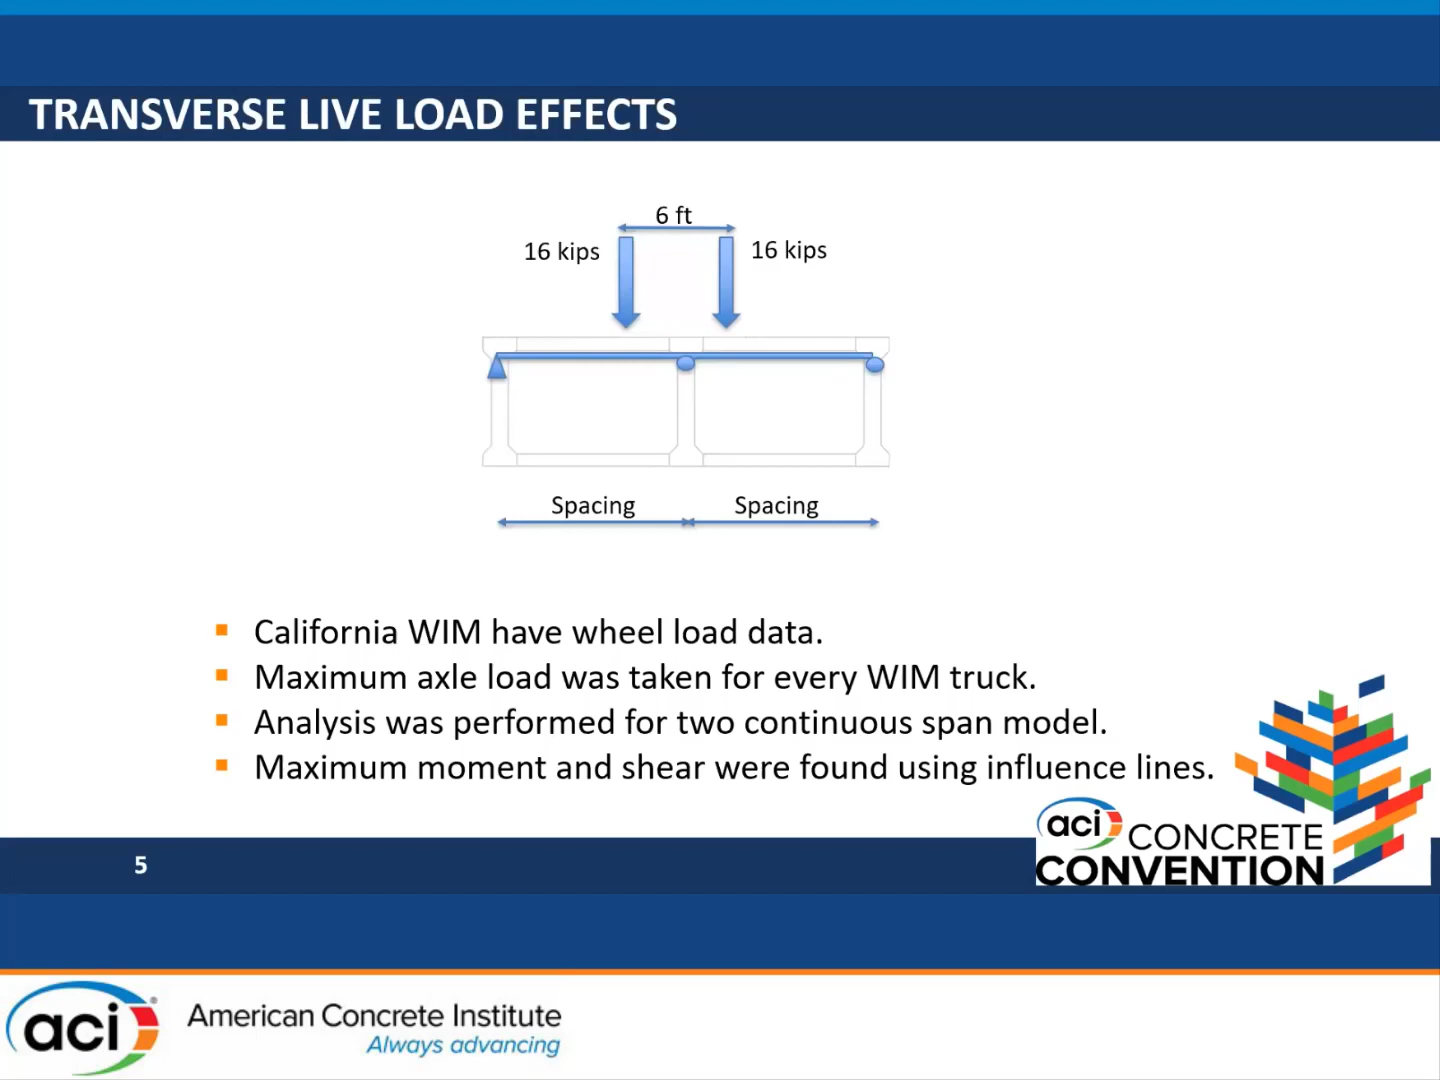 TRANSVERSE LIVE LOAD EFFECTS
6 ft
16 kips
16 kips
Spacing
Spacing
California WIM have wheel load data.
Maximum axle load was taken for every WIM truck.
Analysis was performed for two continuous span model.
Maximum moment and shear were found using influence lines.
aci CONCRETE
CONVENTION
5
aci
American Concrete Institute
Always advancing